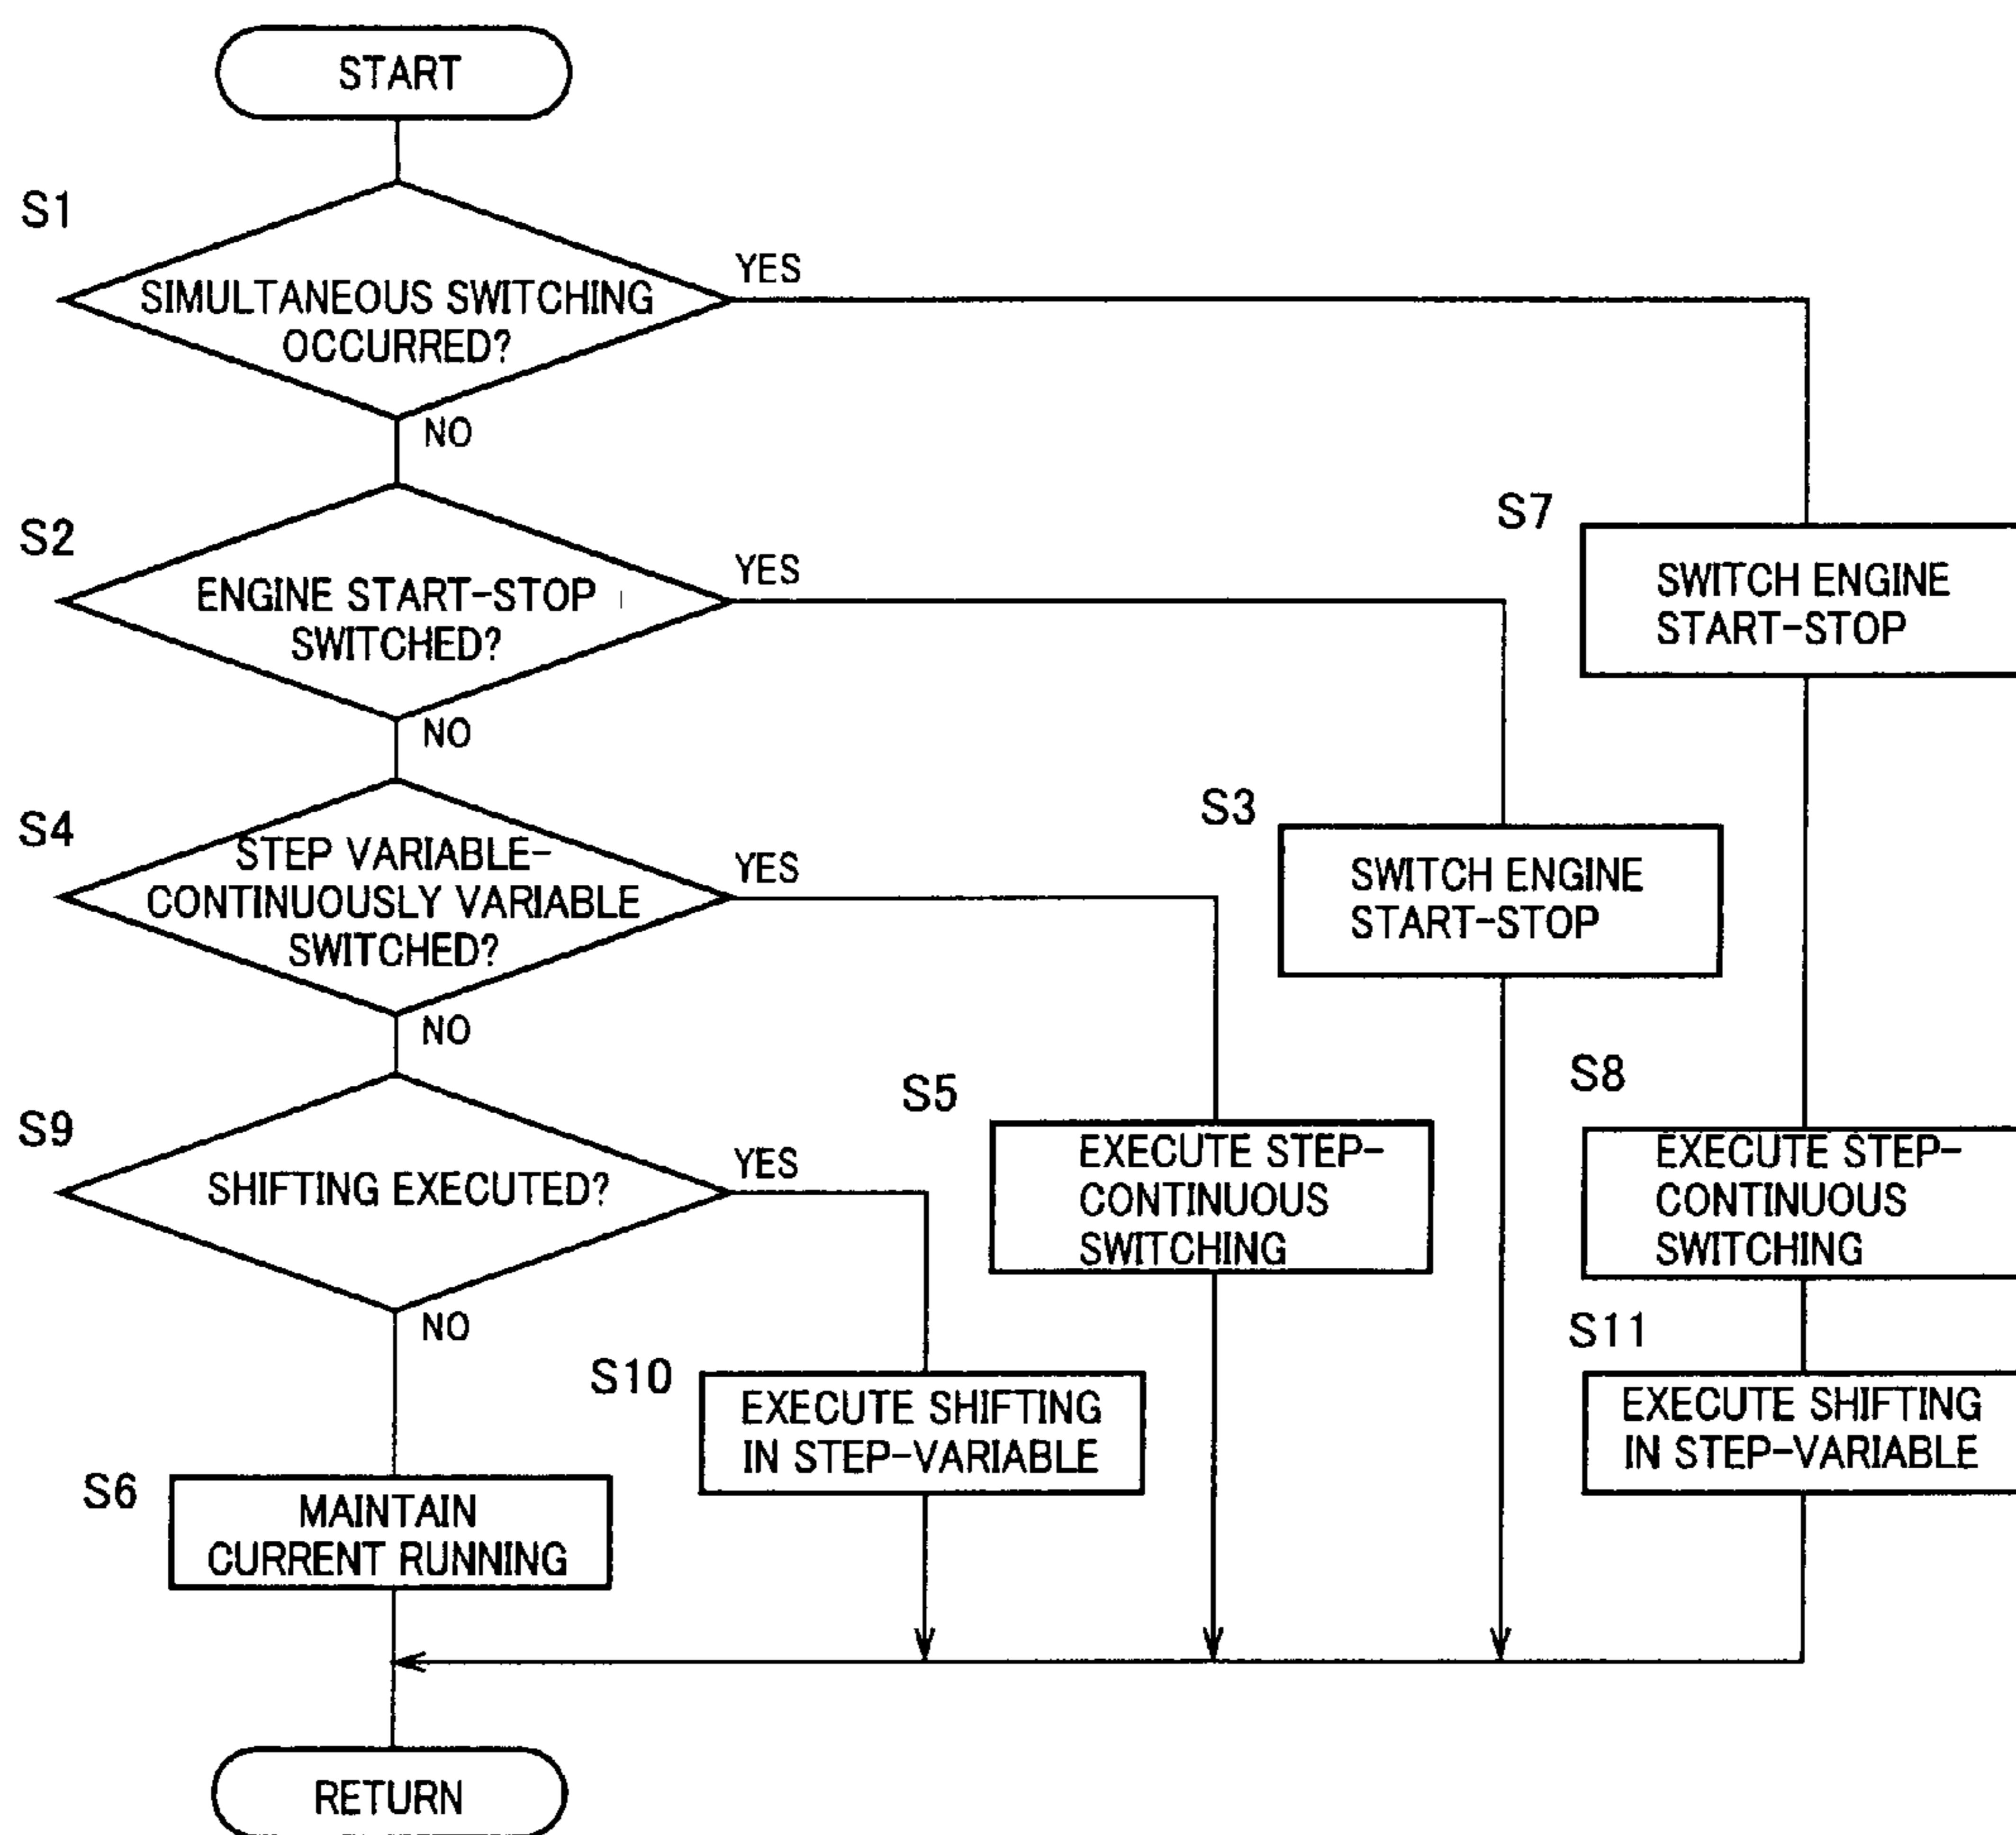 START
S1
SIMULTANEOUS SWITCHING
OCCURRED?
YES
NO
S2
ENGINE START-STOP
SWITCHED?
YES
NO
S7
SWITCH ENGINE
START-STOP
S4
STEP VARIABLE-
CONTINUOUSLY VARIABLE
SWITCHED?
YES
NO
S3
SWITCH ENGINE
START-STOP
S9
SHIFTING EXECUTED?
YES
NO
S5
EXECUTE STEP-
CONTINUOUS
SWITCHING
S8
EXECUTE STEP-
CONTINUOUS
SWITCHING
S10
EXECUTE SHIFTING
IN STEP-VARIABLE
S11
EXECUTE SHIFTING
IN STEP-VARIABLE
S6
MAINTAIN
CURRENT RUNNING
RETURN